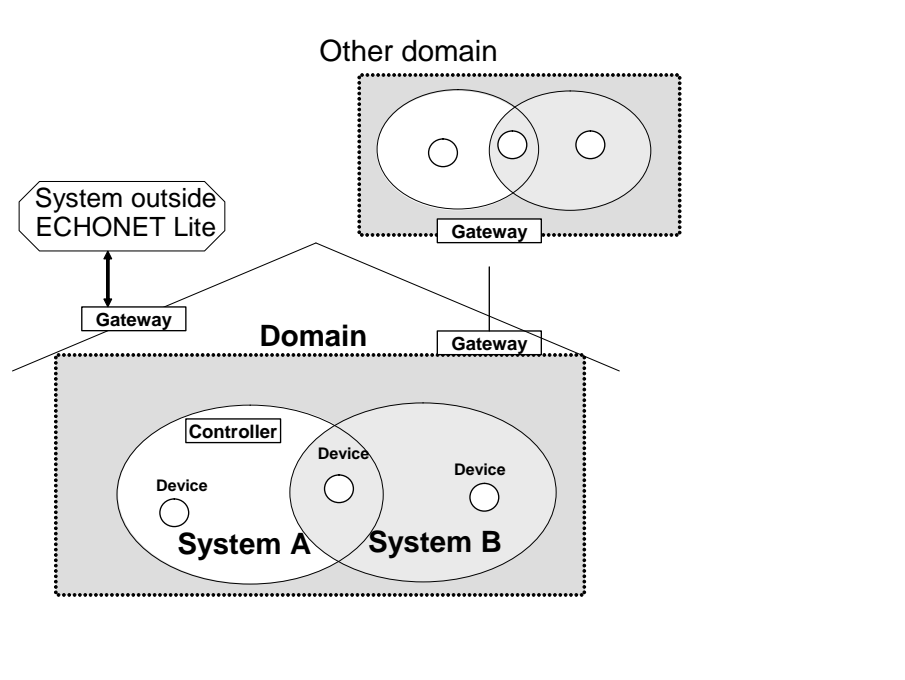 Other domain
System outside
ECHONET Lite
Gateway
Gateway
Domain
Gateway
Controller
Device
Device
Device
System A
System B